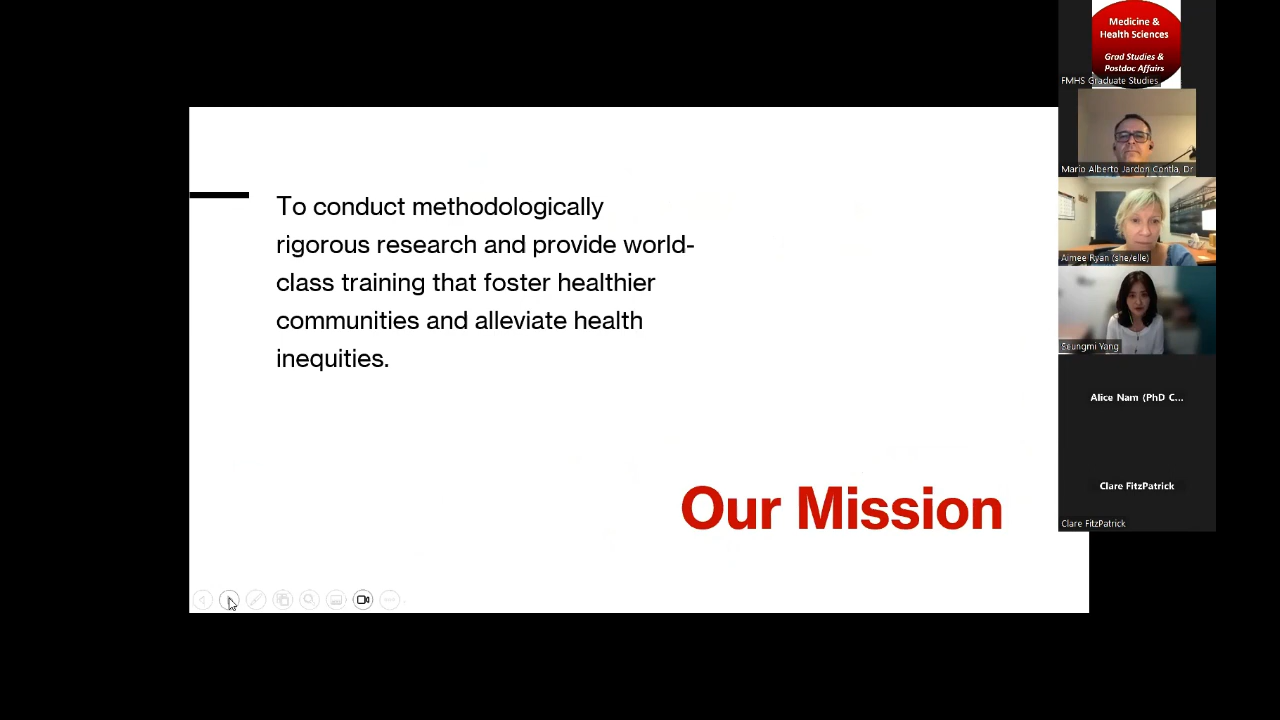 To conduct methodologically
rigorous research and provide world-
class training that foster healthier
communities and alleviate health
inequities.
Our Mission
Medicine &
Health Sciences
Grad Studies &
Postdoc Affairs
FMHS Graduate Studies
Mario Alberto Jardon Contla, Dr
Aimee Ryan (she/elle)
Seungmi Yang
Alice Nam (PhD C...
Clare FitzPatrick
Clare FitzPatrick